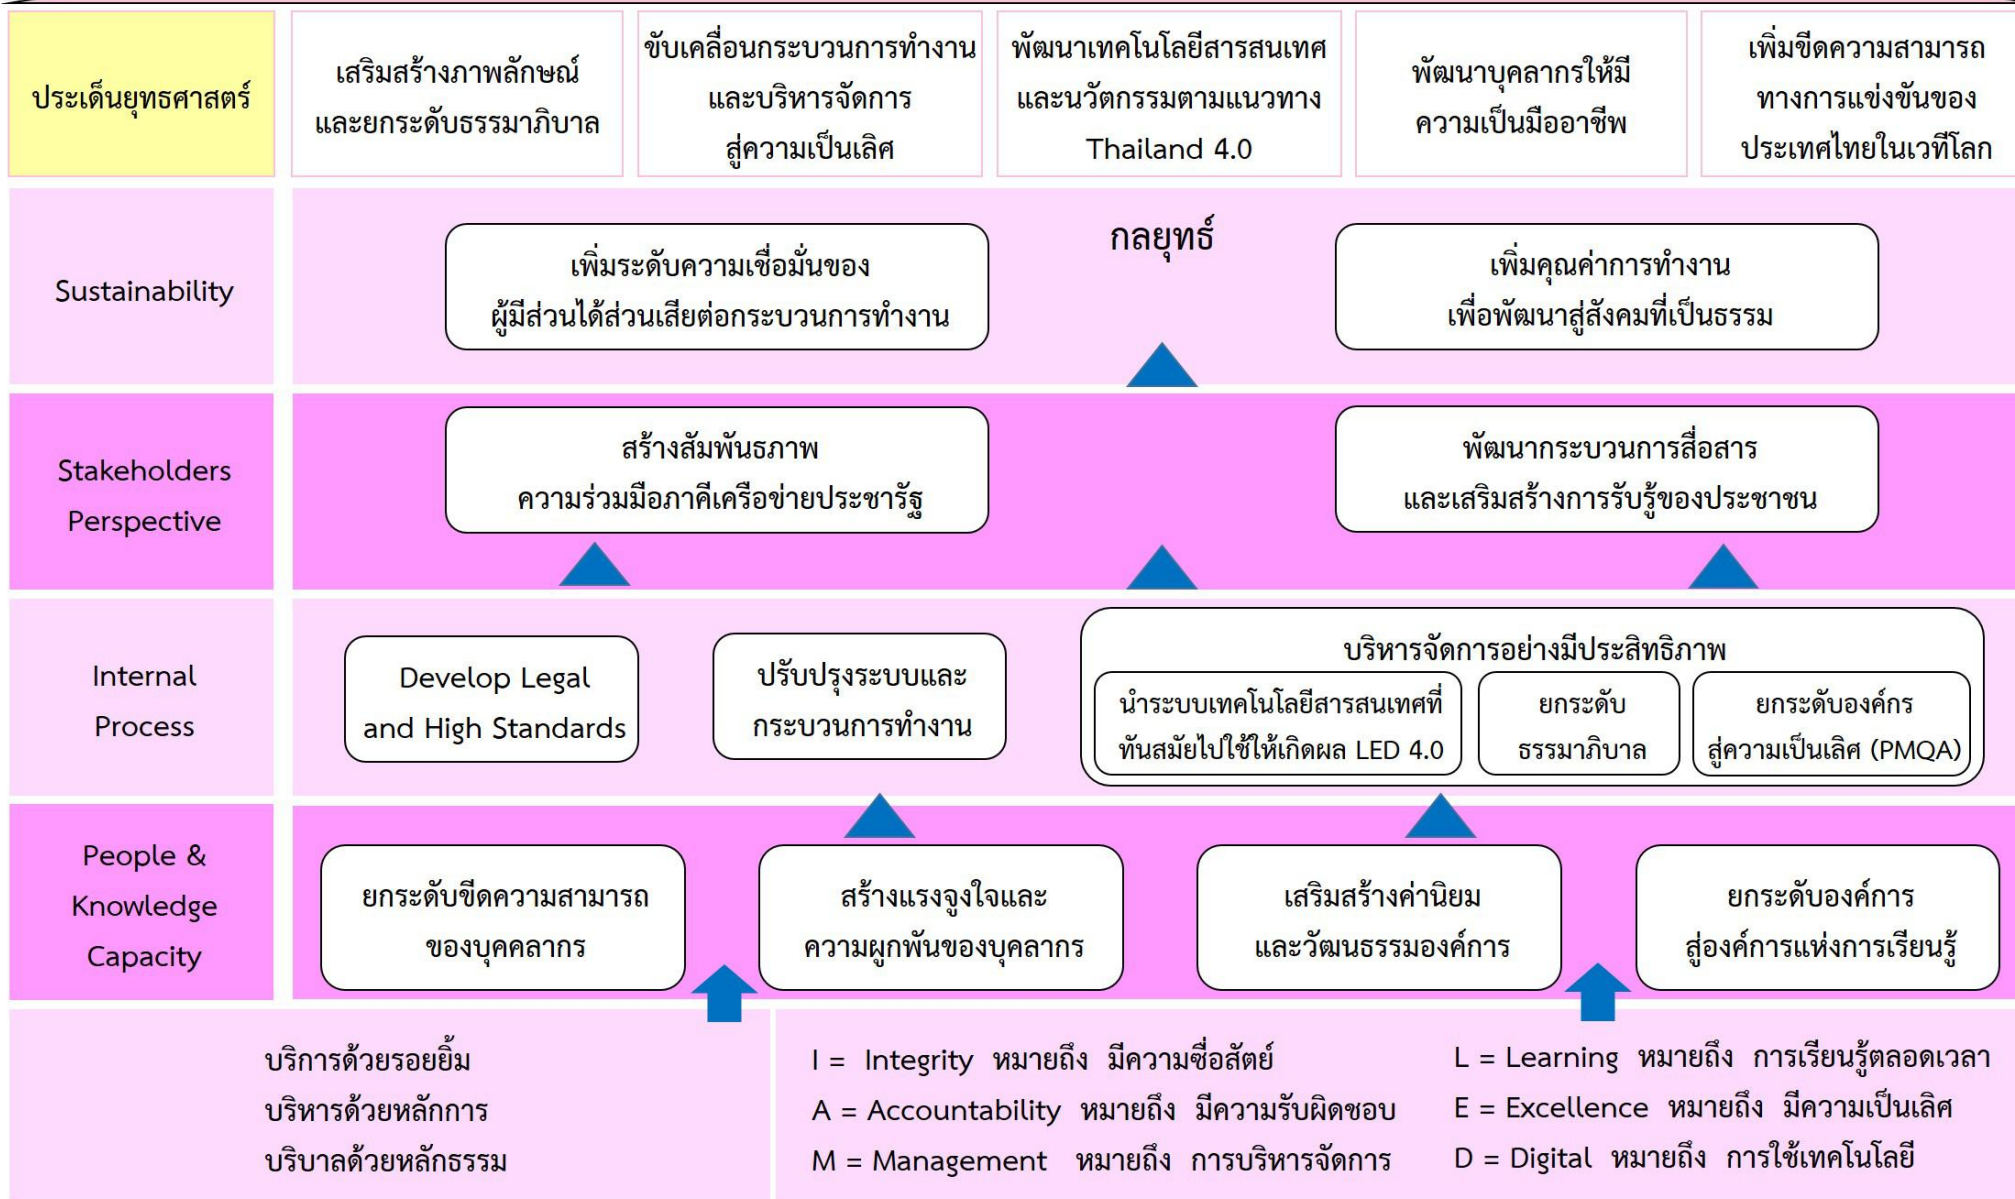 ประเด็นยุทธศาสตร์
เสริมสร้างภาพลักษณ์
และยกระดับธรรมาภิบาล
ขับเคลื่อนกระบวนการทำงาน
และบริหารจัดการ
สู่ความเป็นเลิศ
พัฒนาเทคโนโลยีสารสนเทศ
และนวัตกรรมตามแนวทาง
Thailand 4.0
พัฒนาบุคลากรให้มี
ความเป็นมืออาชีพ
เพิ่มขีดความสามารถ
ทางการแข่งขันของ
ประเทศไทยในเวทีโลก
กลยุทธ์
Sustainability
เพิ่มระดับความเชื่อมั่นของ
ผู้มีส่วนได้ส่วนเสียต่อกระบวนการทำงาน
เพิ่มคุณค่าการทำงาน
เพื่อพัฒนาสู่สังคมที่เป็นธรรม
Stakeholders
Perspective
สร้างสัมพันธภาพ
ความร่วมมือภาคีเครือข่ายประชารัฐ
พัฒนากระบวนการสื่อสาร
และเสริมสร้างการรับรู้ของประชาชน
Internal
Process
Develop Legal
and High Standards
ปรับปรุงระบบและ
กระบวนการทำงาน
บริหารจัดการอย่างมีประสิทธิภาพ
นำระบบเทคโนโลยีสารสนเทศที่
ทันสมัยไปใช้ให้เกิดผล LED 4.0
ยกระดับ
ธรรมาภิบาล
ยกระดับองค์กร
สู่ความเป็นเลิศ (PMQA)
People &
Knowledge
Capacity
ยกระดับขีดความสามารถ
ของบุคคลากร
สร้างแรงจูงใจและ
ความผูกพันของบุคลากร
เสริมสร้างค่านิยม
และวัฒนธรรมองค์การ
ยกระดับองค์การ
สู่องค์การแห่งการเรียนรู้
บริการด้วยรอยยิ้ม
บริหารด้วยหลักการ
บริบาลด้วยหลักธรรม
I = Integrity หมายถึง มีความซื่อสัตย์
A = Accountability หมายถึง มีความรับผิดชอบ
M = Management หมายถึง การบริหารจัดการ
L = Learning หมายถึง การเรียนรู้ตลอดเวลา
E = Excellence หมายถึง มีความเป็นเลิศ
D = Digital หมายถึง การใช้เทคโนโลยี